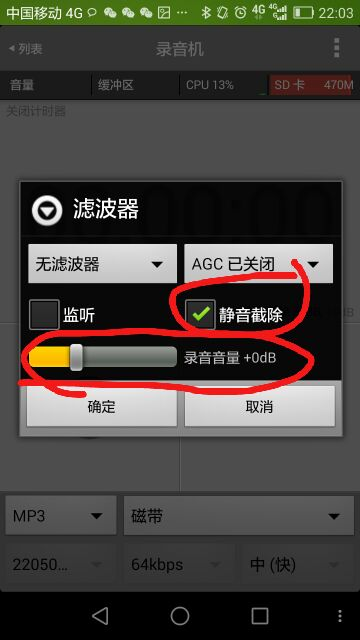 中国移动 4G 4G 4G 22:03
列表 录音机
音量 缓冲区 CPU 13% SD 卡 470M
关闭计时器
滤波器
无滤波器 AGC 已关闭
监听 静音截除
录音音量 +0dB
确定 取消
MP3 磁带
22050... 64kbps 中 (快)